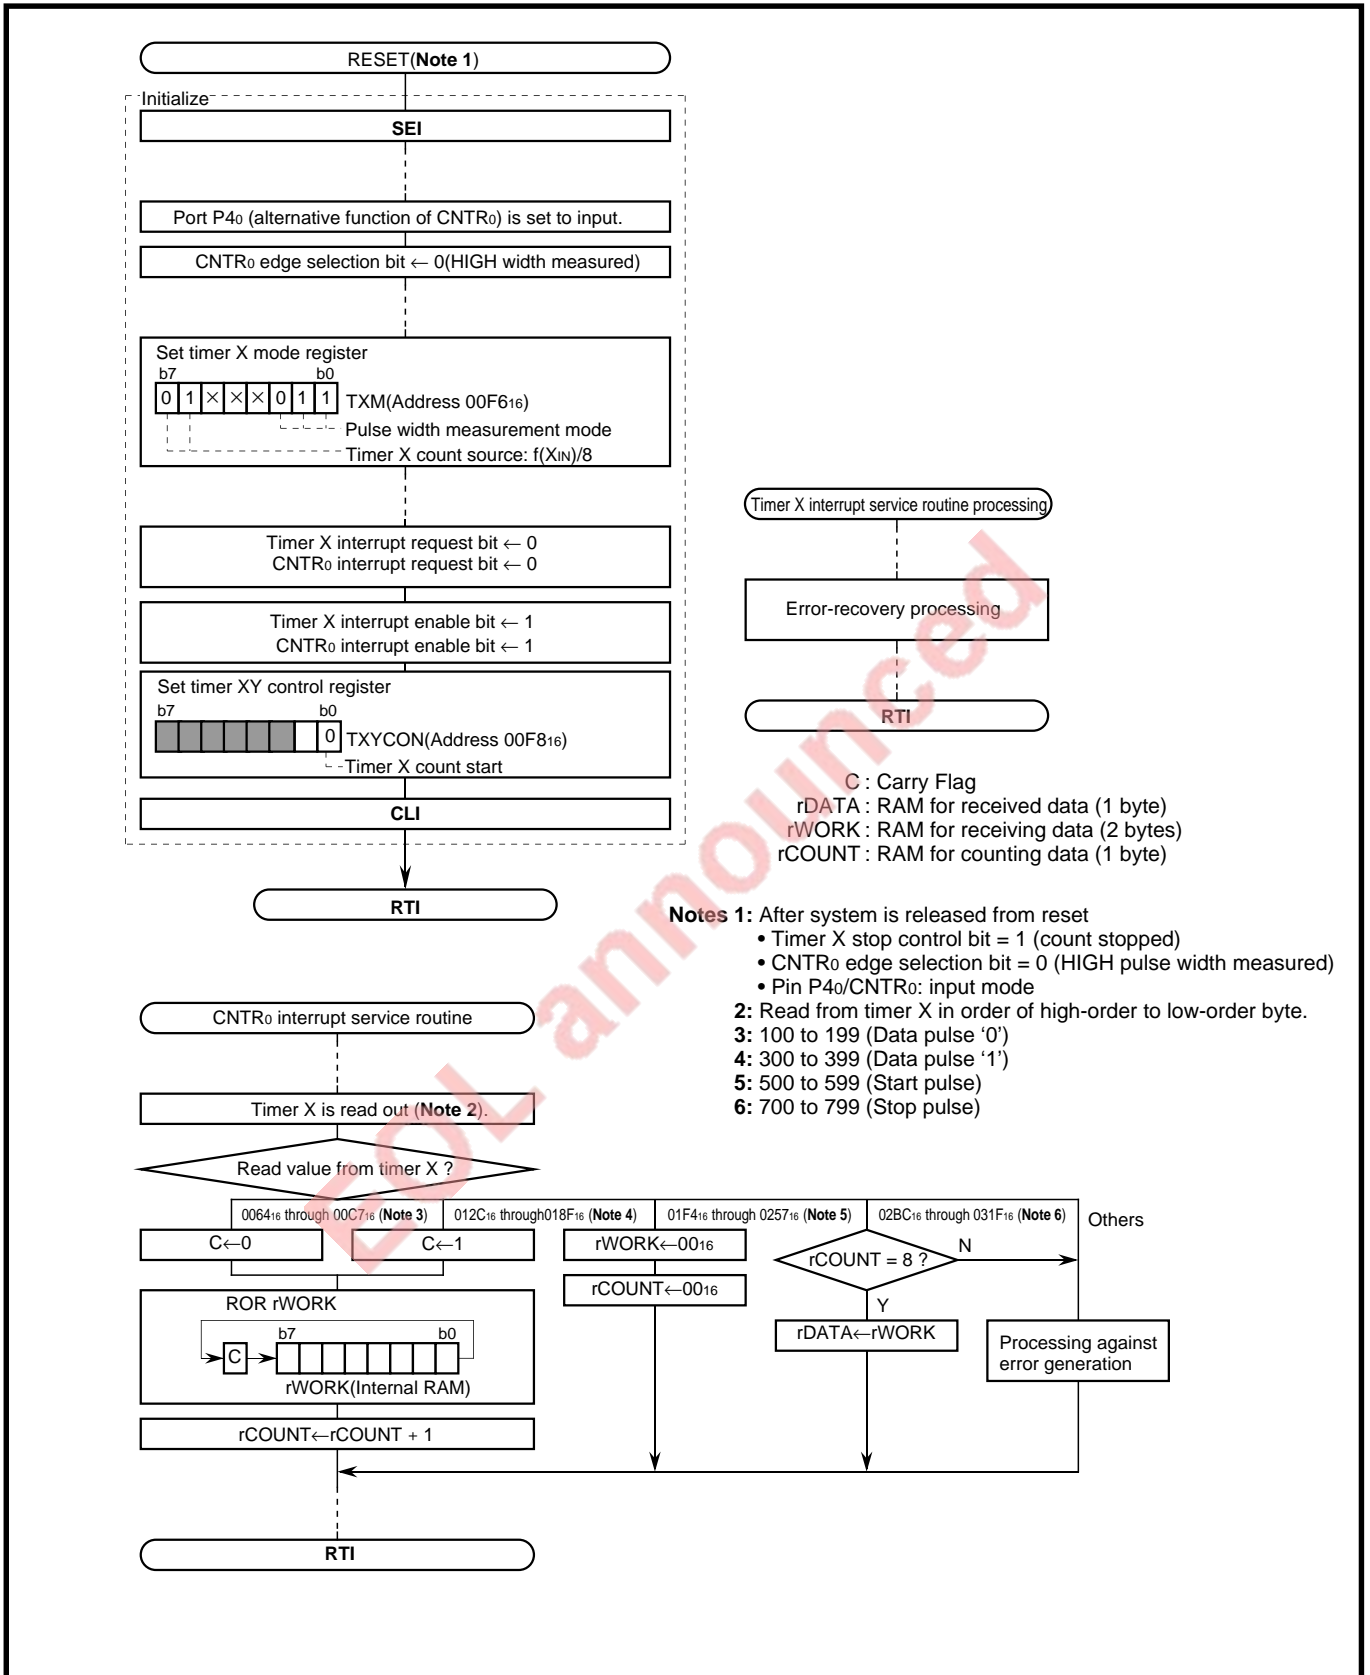 RESET(Note 1)
Initialize
SEI
Port P40 (alternative function of CNTR0) is set to input.
CNTR0 edge selection bit ← 0(HIGH width measured)
Set timer X mode register
b7 b0
0 1 × × × 0 1 1 TXM(Address 00F616)
Pulse width measurement mode
Timer X count source: f(XIN)/8
Timer X interrupt request bit ← 0
CNTR0 interrupt request bit ← 0
Timer X interrupt enable bit ← 1
CNTR0 interrupt enable bit ← 1
Set timer XY control register
b7 b0
0 TXYCON(Address 00F816)
Timer X count start
CLI
RTI
Timer X interrupt service routine processing
Error-recovery processing
RTI
C : Carry Flag
rDATA : RAM for received data (1 byte)
rWORK : RAM for receiving data (2 bytes)
rCOUNT : RAM for counting data (1 byte)
Notes 1: After system is released from reset
• Timer X stop control bit = 1 (count stopped)
• CNTR0 edge selection bit = 0 (HIGH pulse width measured)
• Pin P40/CNTR0: input mode
2: Read from timer X in order of high-order to low-order byte.
3: 100 to 199 (Data pulse ‘0’)
4: 300 to 399 (Data pulse ‘1’)
5: 500 to 599 (Start pulse)
6: 700 to 799 (Stop pulse)
CNTR0 interrupt service routine
Timer X is read out (Note 2).
Read value from timer X ?
006416 through 00C716 (Note 3) 012C16 through018F16 (Note 4) 01F416 through 025716 (Note 5) 02BC16 through 031F16 (Note 6) Others
C←0 C←1 rWORK←0016 rCOUNT = 8 ? N
rCOUNT←0016
Y
ROR rWORK
b7 b0
C
rWORK(Internal RAM)
rDATA←rWORK
Processing against
error generation
rCOUNT←rCOUNT + 1
RTI
EOL announced